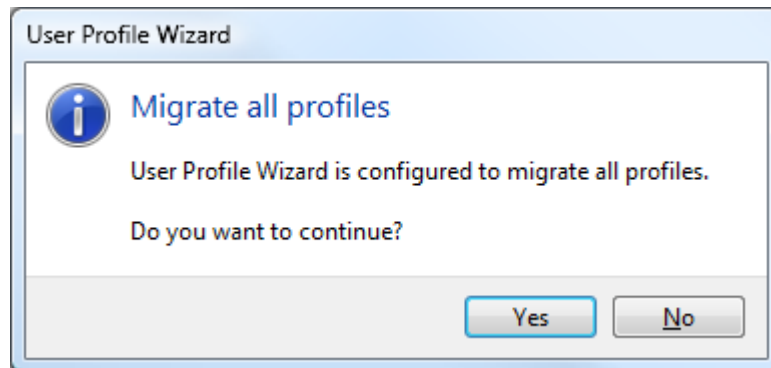 User Profile Wizard
Migrate all profiles
User Profile Wizard is configured to migrate all profiles.
Do you want to continue?
Yes No